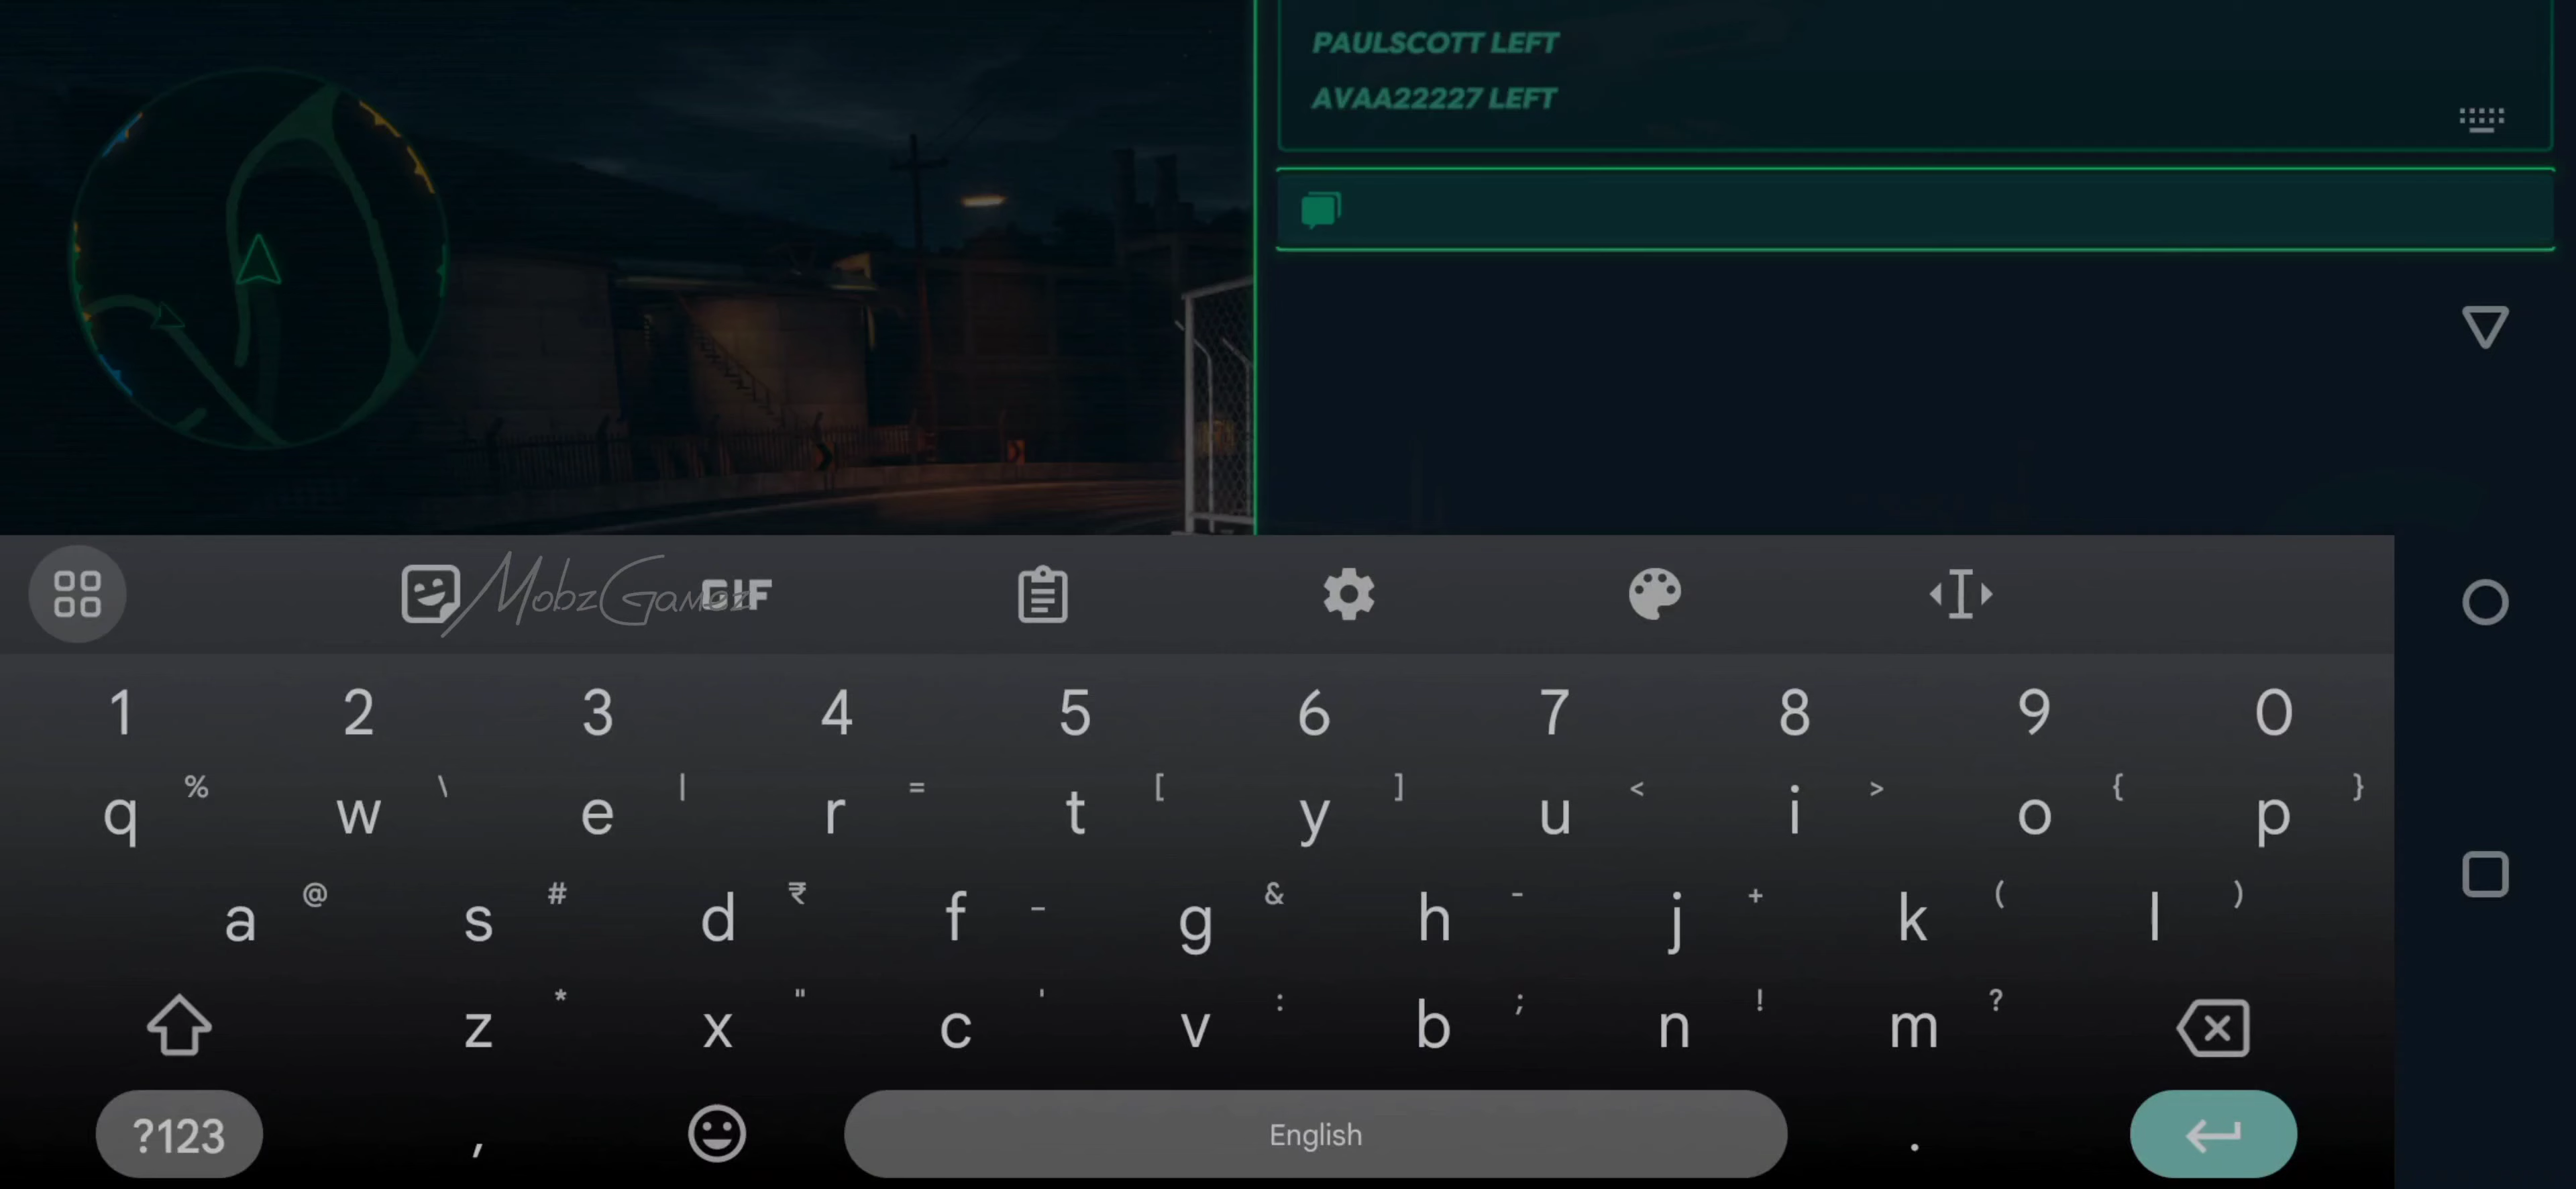 PAULSCOTT LEFT
AVAA22227 LEFT
MobzGamez
GIF
1 2 3 4 5 6 7 8 9 0
q % w \ e | r = t [ y ] u < i > o { p }
a @ s # d ₹ f _ g & h - j + k ( l )
z * x " c ' v : b ; n ! m ?
?123 , English .